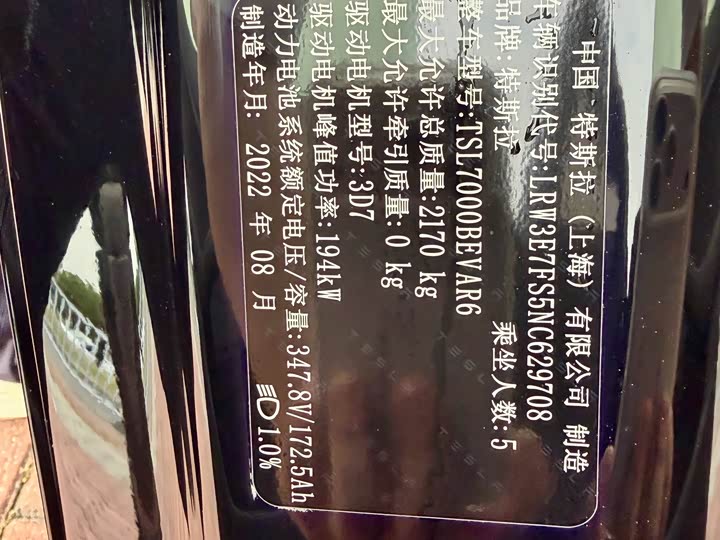 中国 特斯拉 (上海) 有限公司 制造
车辆识别代号:LRW3E7FS5NC629708
品牌:特斯拉 乘坐人数:5
整车型号:TSL7000BEVAR6
最大允许总质量:2170 kg
最大允许牵引质量:0 kg
驱动电机型号:3D7
驱动电机峰值功率:194kW
动力电池系统额定电压/容量:347.8V/172.5Ah
制造年月: 2022 年 08 月 1.0%